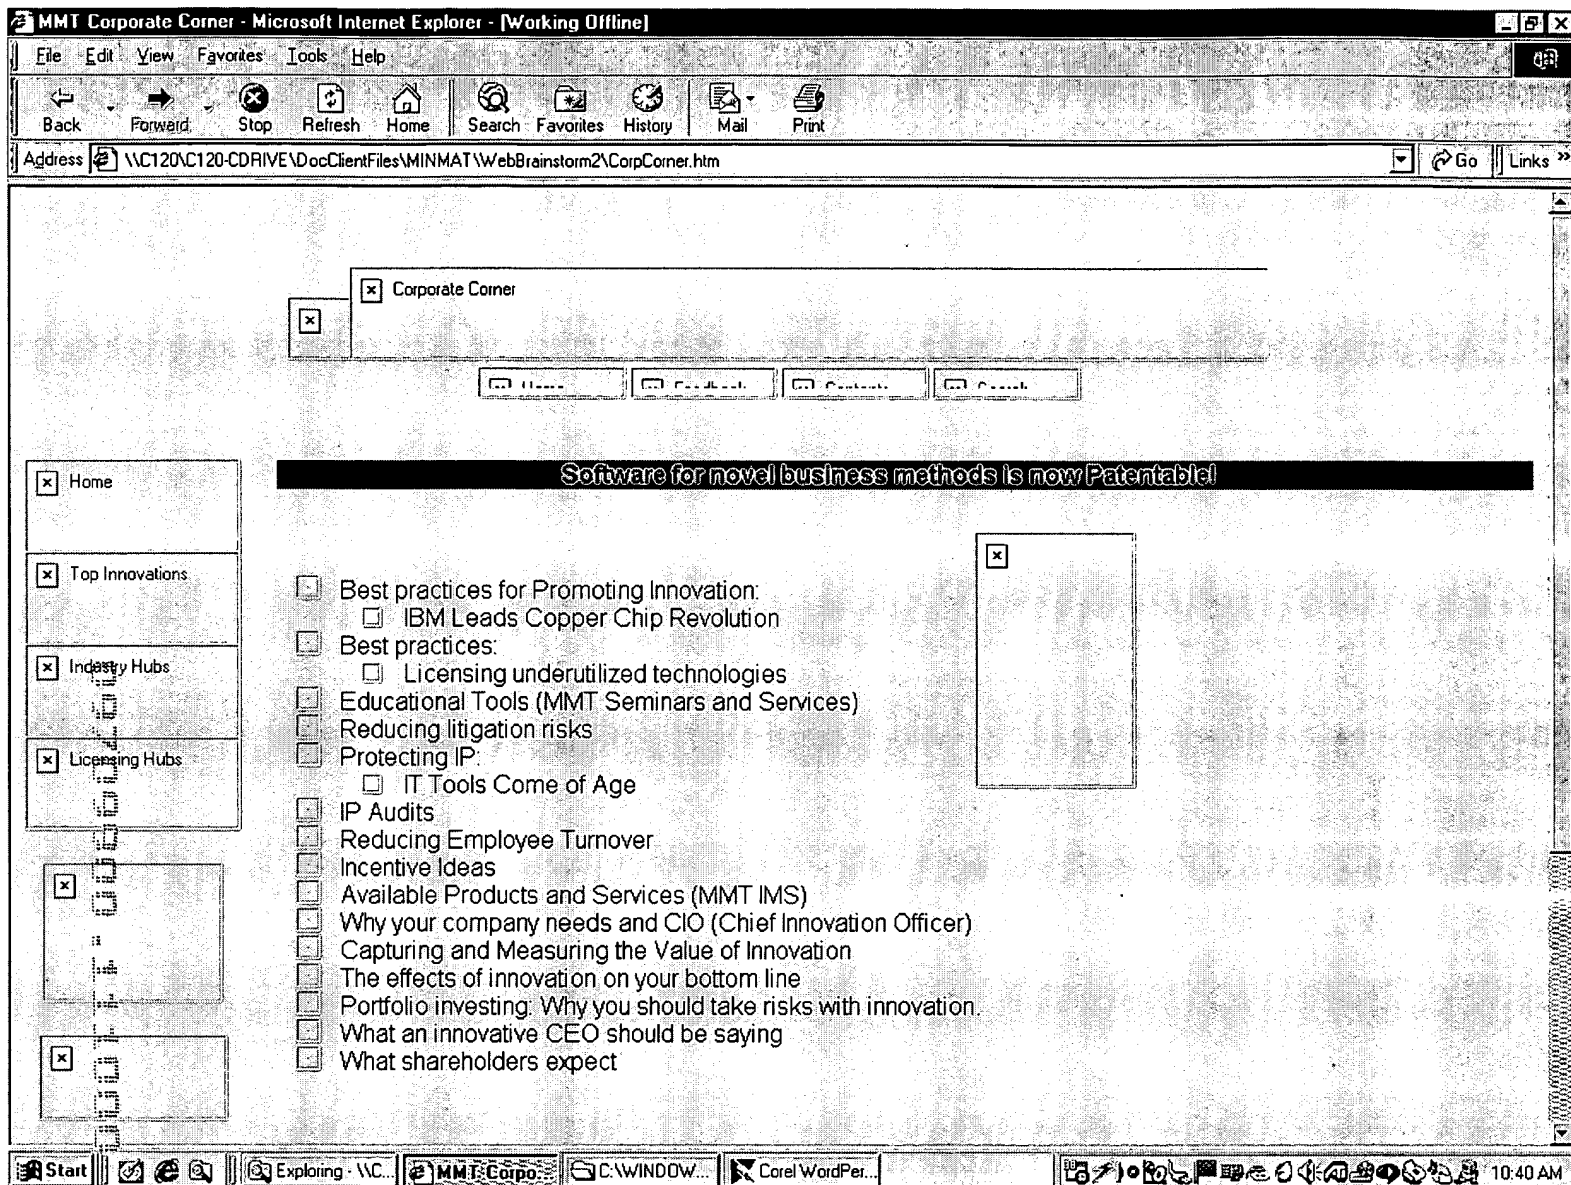 MMT Corporate Corner - Microsoft Internet Explorer - [Working Offline]
File Edit View Favorites Tools Help
Back Forward Stop Refresh Home Search Favorites History Mail Print
Address \\C120\C120-CDRIVE\DocClientFiles\MINMAT\WebBrainstorm2\CorpCorner.htm Go Links »
Corporate Corner
Home Feedback Contents Search
Software for novel business methods is now Patentable!
Home
Top Innovations
Industry Hubs
Licensing Hubs
Best practices for Promoting Innovation:
IBM Leads Copper Chip Revolution
Best practices:
Licensing underutilized technologies
Educational Tools (MMT Seminars and Services)
Reducing litigation risks
Protecting IP:
IT Tools Come of Age
IP Audits
Reducing Employee Turnover
Incentive Ideas
Available Products and Services (MMT IMS)
Why your company needs and CIO (Chief Innovation Officer)
Capturing and Measuring the Value of Innovation
The effects of innovation on your bottom line
Portfolio investing: Why you should take risks with innovation.
What an innovative CEO should be saying
What shareholders expect
Start Exploring - \\C... MMT Corpo... C:\WINDOW... Corel WordPer... 10:40 AM